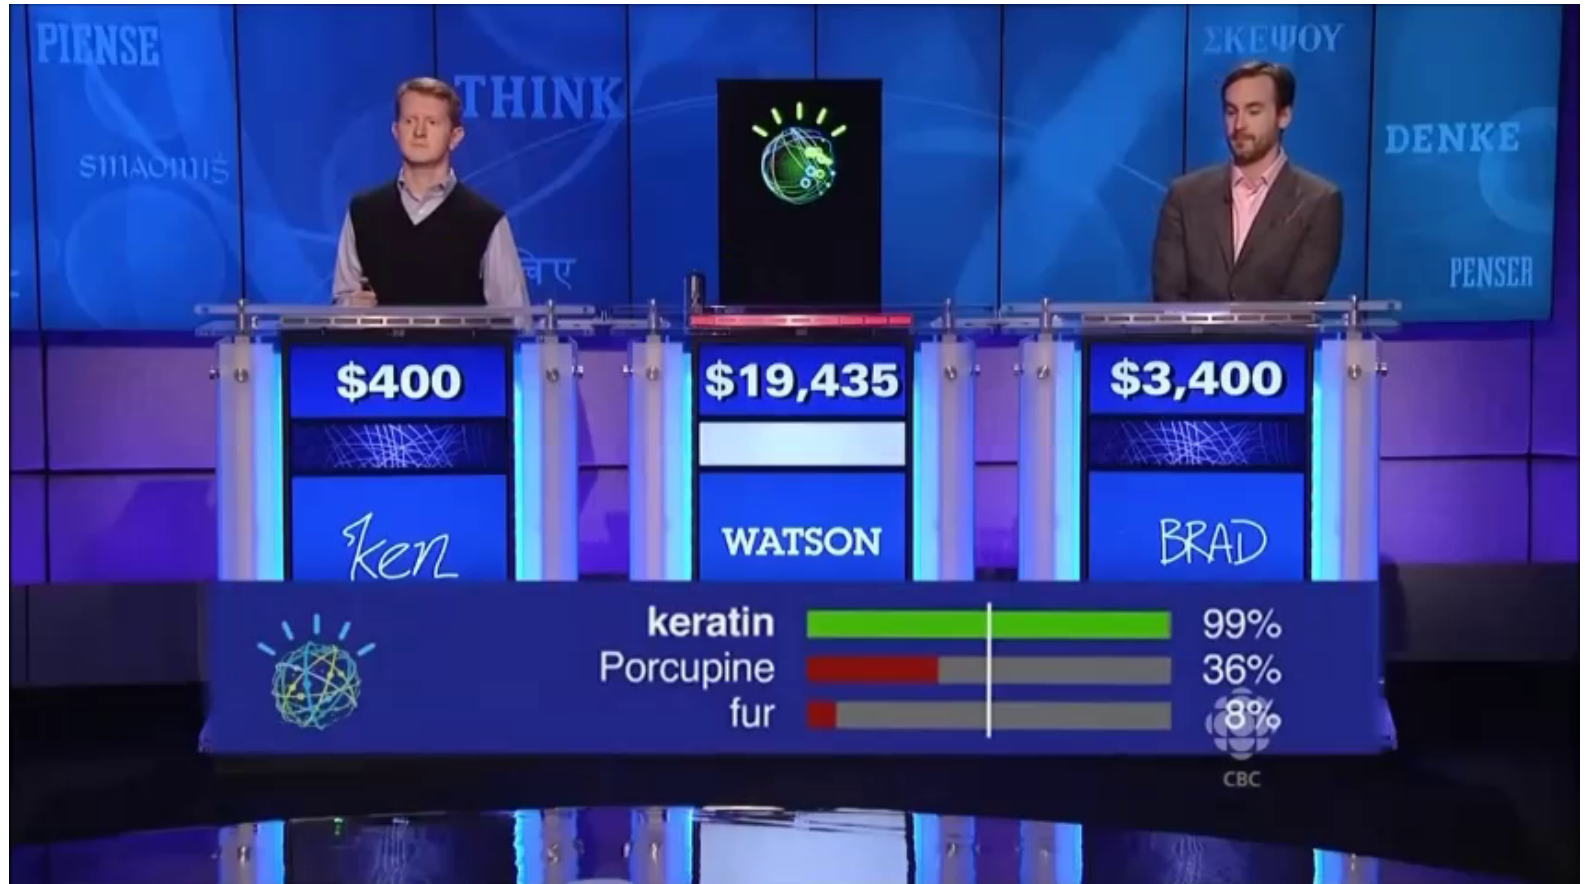 PIENSE
THINK
ΣΚΕΨΟΥ
DENKE
PENSER
$400
$19,435
$3,400
Ken
WATSON
BRAD
keratin 99%
Porcupine 36%
fur 8%
CBC